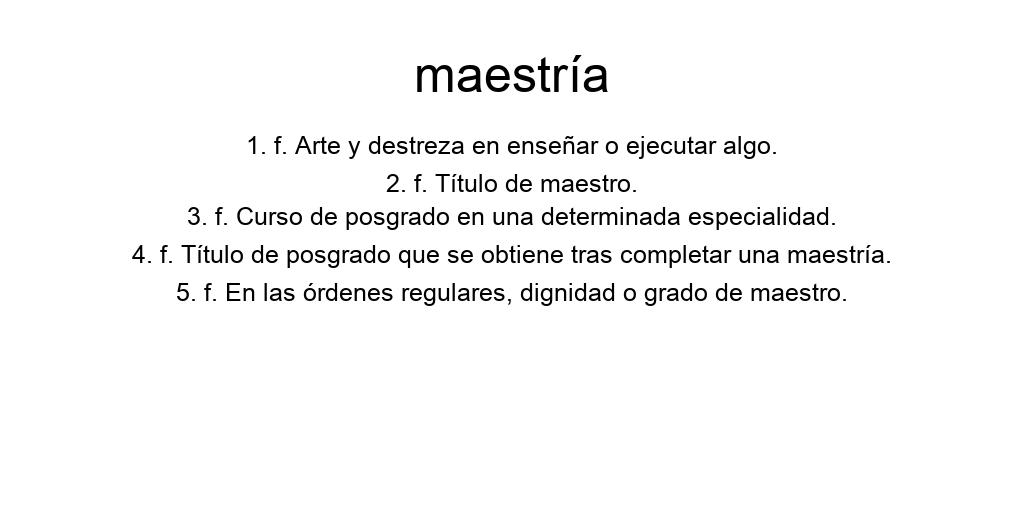 maestría
1. f. Arte y destreza en enseñar o ejecutar algo.
2. f. Título de maestro.
3. f. Curso de posgrado en una determinada especialidad.
4. f. Título de posgrado que se obtiene tras completar una maestría.
5. f. En las órdenes regulares, dignidad o grado de maestro.